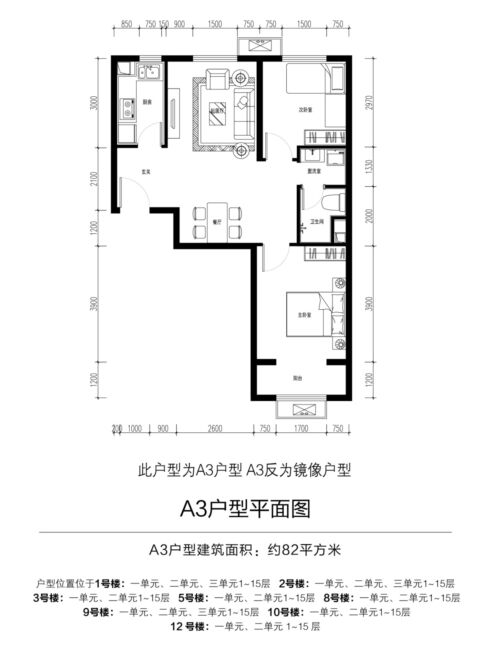 850 750 150 900 1500 750 750 1500 750
3000
2970
厨房
起居厅
次卧室
2100
1330
玄关
盥洗室
1200
2000
餐厅
卫生间
3900
3900
主卧室
1200
1200
阳台
200 1000 900 2600 750 1700 750
此户型为A3户型 A3反为镜像户型
A3户型平面图
A3户型建筑面积：约82平方米
户型位置位于1号楼：一单元、二单元、三单元1~15层 2号楼：一单元、二单元、三单元1~15层
3号楼：一单元、二单元1~15层 5号楼：一单元、二单元1~15层 8号楼：一单元、二单元1~15层
9号楼：一单元、二单元、三单元1~15层 10号楼：一单元、二单元1~15层
12号楼：一单元、二单元 1~15 层